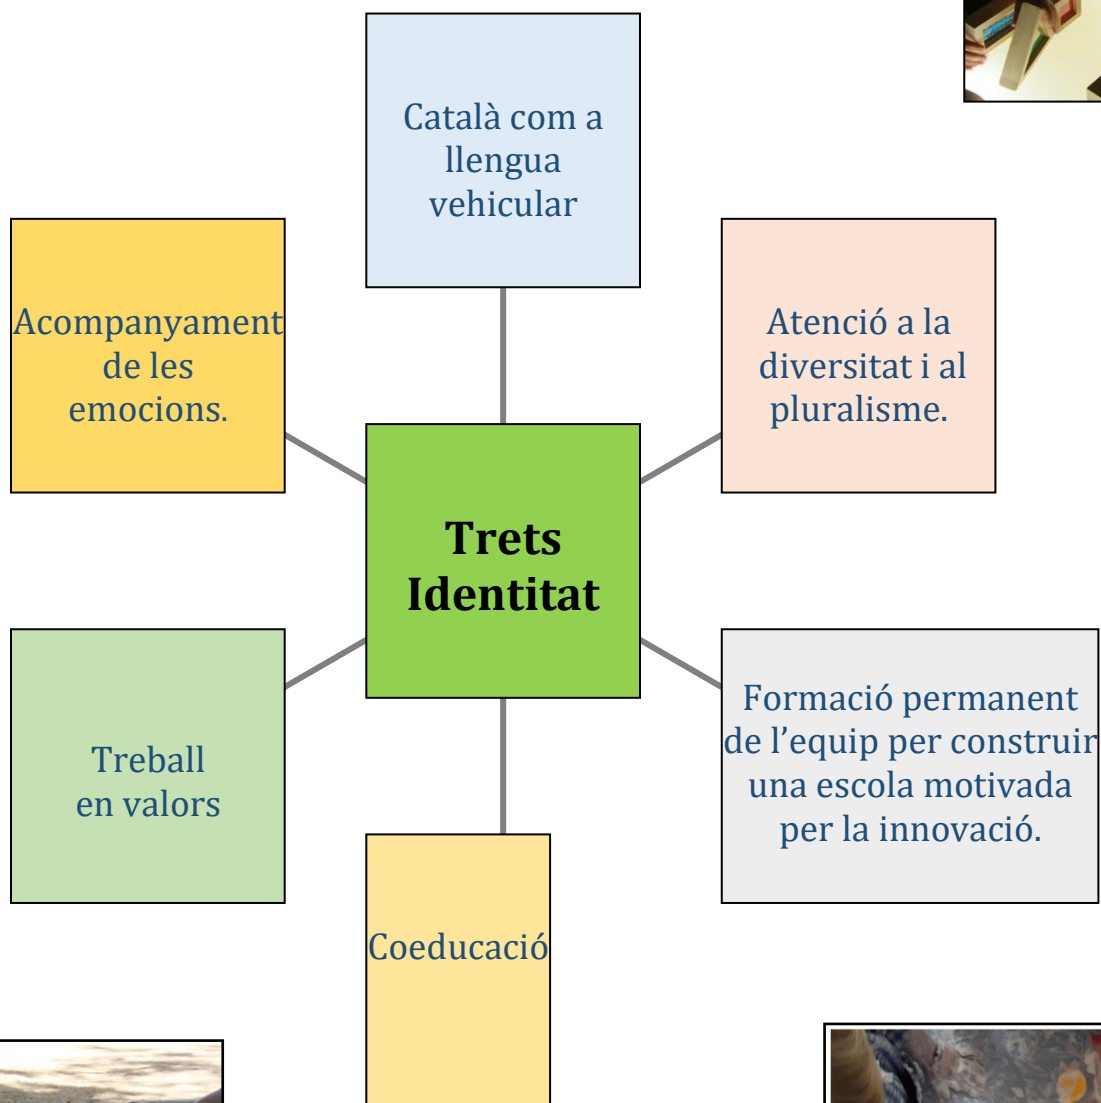 Català com a
llengua
vehicular
Acompanyament
de les
emocions.
Atenció a la
diversitat i al
pluralisme.
Trets
Identitat
Treball
en valors
Formació permanent
de l’equip per construir
una escola motivada
per la innovació.
Coeducació